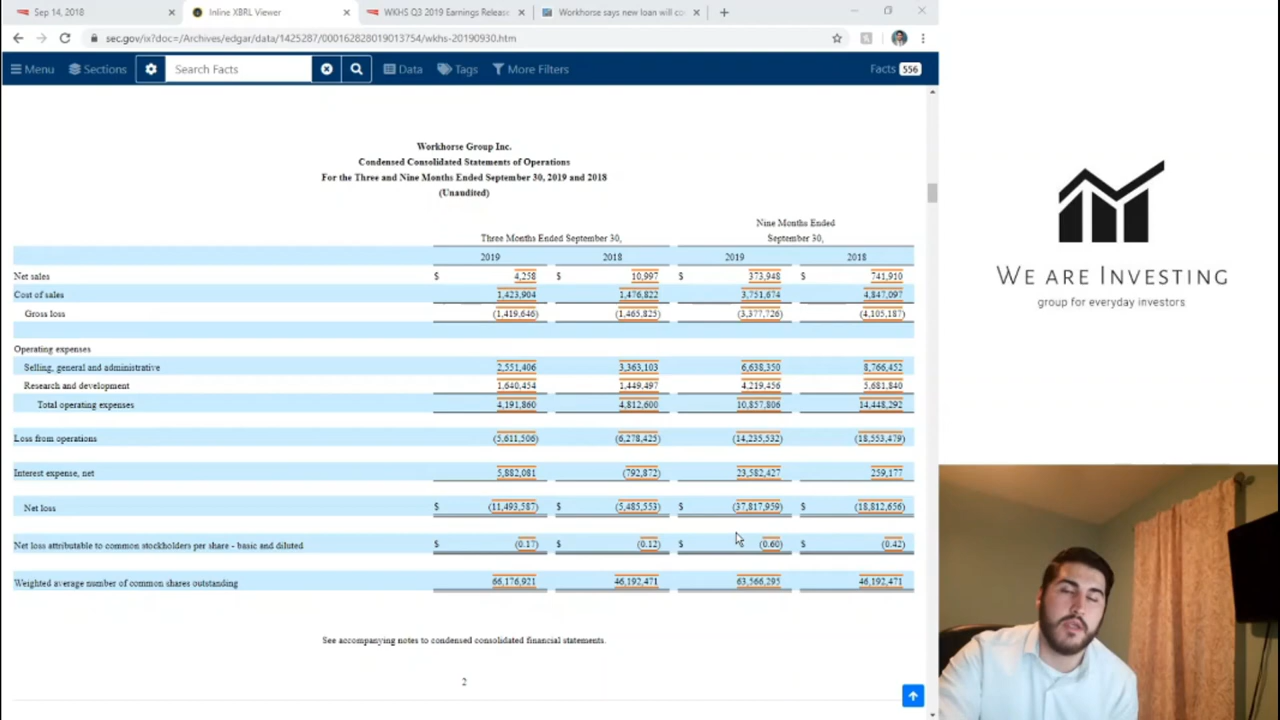 Sep 14, 2018
Inline XBRL Viewer
WKHS Q3 2019 Earnings Release
Workhorse says new loan will co
sec.gov/ix?doc=/Archives/edgar/data/1425287/000162828019013754/wkhs-20190930.htm
Menu Sections Search Facts Data Tags More Filters Facts 556
Workhorse Group Inc.
Condensed Consolidated Statements of Operations
For the Three and Nine Months Ended September 30, 2019 and 2018
(Unaudited)
Nine Months Ended
Three Months Ended September 30, September 30,
2019 2018 2019 2018
Net sales $ 4,258 $ 10,997 $ 373,948 $ 741,910
Cost of sales 1,423,904 1,476,822 3,751,674 4,847,097
Gross loss (1,419,646) (1,465,825) (3,377,726) (4,105,187)
Operating expenses
Selling, general and administrative 2,551,406 3,363,103 6,638,350 8,766,452
Research and development 1,640,454 1,449,497 4,219,456 5,681,840
Total operating expenses 4,191,860 4,812,600 10,857,806 14,448,292
Loss from operations (5,611,506) (6,278,425) (14,235,532) (18,553,479)
Interest expense, net 5,882,081 (792,872) 23,582,427 259,177
Net loss $ (11,493,587) $ (5,485,553) $ (37,817,959) $ (18,812,656)
Net loss attributable to common stockholders per share - basic and diluted $ (0.17) $ (0.12) $ (0.60) $ (0.42)
Weighted average number of common shares outstanding 66,176,921 46,192,471 63,566,295 46,192,471
See accompanying notes to condensed consolidated financial statements.
2
WE ARE INVESTING
group for everyday investors